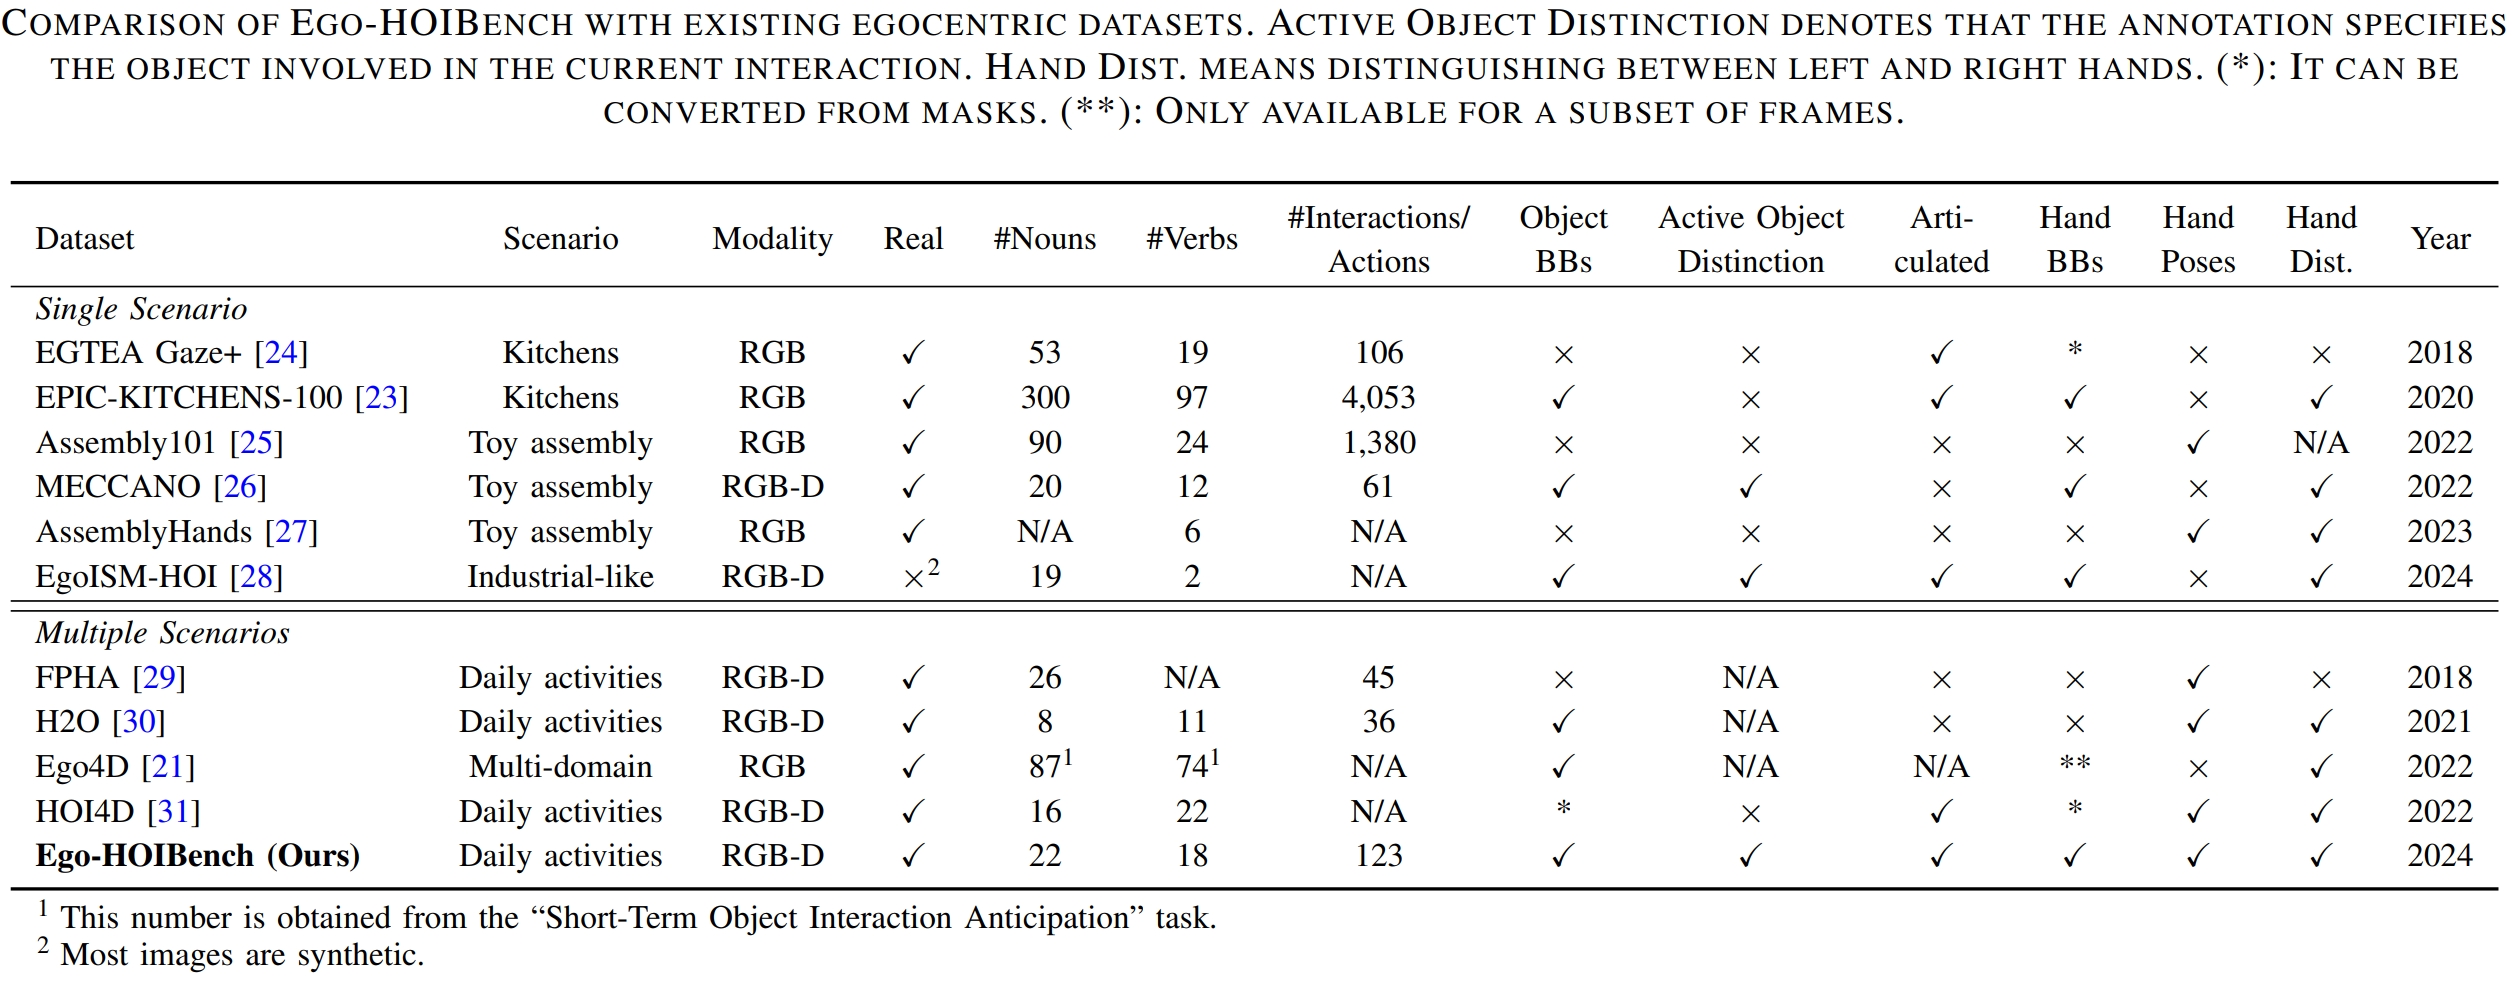 COMPARISON OF EGO-HOIBENCH WITH EXISTING EGOCENTRIC DATASETS. ACTIVE OBJECT DISTINCTION DENOTES THAT THE ANNOTATION SPECIFIES
THE OBJECT INVOLVED IN THE CURRENT INTERACTION. HAND DIST. MEANS DISTINGUISHING BETWEEN LEFT AND RIGHT HANDS. (*): IT CAN BE
CONVERTED FROM MASKS. (**): ONLY AVAILABLE FOR A SUBSET OF FRAMES.
Dataset Scenario Modality Real #Nouns #Verbs #Interactions/ Actions Object BBs Active Object Distinction Arti- culated Hand BBs Hand Poses Hand Dist. Year
Single Scenario
EGTEA Gaze+ [24] Kitchens RGB ✓ 53 19 106 × × ✓ * × × 2018
EPIC-KITCHENS-100 [23] Kitchens RGB ✓ 300 97 4,053 ✓ × ✓ ✓ × ✓ 2020
Assembly101 [25] Toy assembly RGB ✓ 90 24 1,380 × × × × ✓ N/A 2022
MECCANO [26] Toy assembly RGB-D ✓ 20 12 61 ✓ ✓ × ✓ × ✓ 2022
AssemblyHands [27] Toy assembly RGB ✓ N/A 6 N/A × × × × ✓ ✓ 2023
EgoISM-HOI [28] Industrial-like RGB-D ×2 19 2 N/A ✓ ✓ ✓ ✓ × ✓ 2024
Multiple Scenarios
FPHA [29] Daily activities RGB-D ✓ 26 N/A 45 × N/A × × ✓ × 2018
H2O [30] Daily activities RGB-D ✓ 8 11 36 ✓ N/A × × ✓ ✓ 2021
Ego4D [21] Multi-domain RGB ✓ 871 741 N/A ✓ N/A N/A ** × ✓ 2022
HOI4D [31] Daily activities RGB-D ✓ 16 22 N/A * × ✓ * ✓ ✓ 2022
Ego-HOIBench (Ours) Daily activities RGB-D ✓ 22 18 123 ✓ ✓ ✓ ✓ ✓ ✓ 2024
1 This number is obtained from the “Short-Term Object Interaction Anticipation” task.
2 Most images are synthetic.